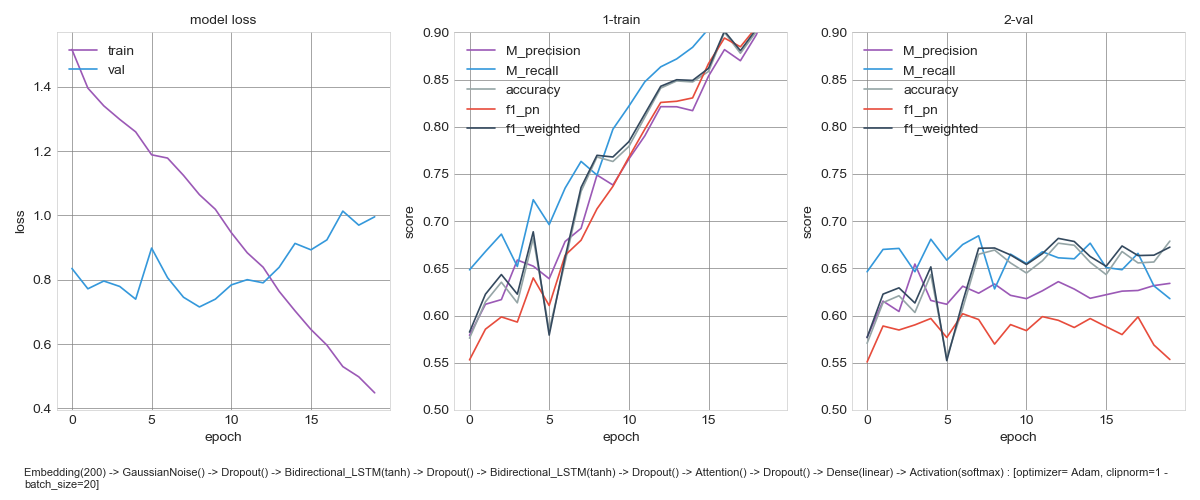 model loss
train
val
1.4
1.2
1.0
0.8
0.6
0.4
loss
0 5 10 15
epoch
1-train
M_precision
M_recall
accuracy
f1_pn
f1_weighted
0.90
0.85
0.80
0.75
0.70
0.65
0.60
0.55
0.50
score
0 5 10 15
epoch
2-val
M_precision
M_recall
accuracy
f1_pn
f1_weighted
0.90
0.85
0.80
0.75
0.70
0.65
0.60
0.55
0.50
score
0 5 10 15
epoch
Embedding(200) -> GaussianNoise() -> Dropout() -> Bidirectional_LSTM(tanh) -> Dropout() -> Bidirectional_LSTM(tanh) -> Dropout() -> Attention() -> Dropout() -> Dense(linear) -> Activation(softmax) : [optimizer= Adam, clipnorm=1 -
batch_size=20]